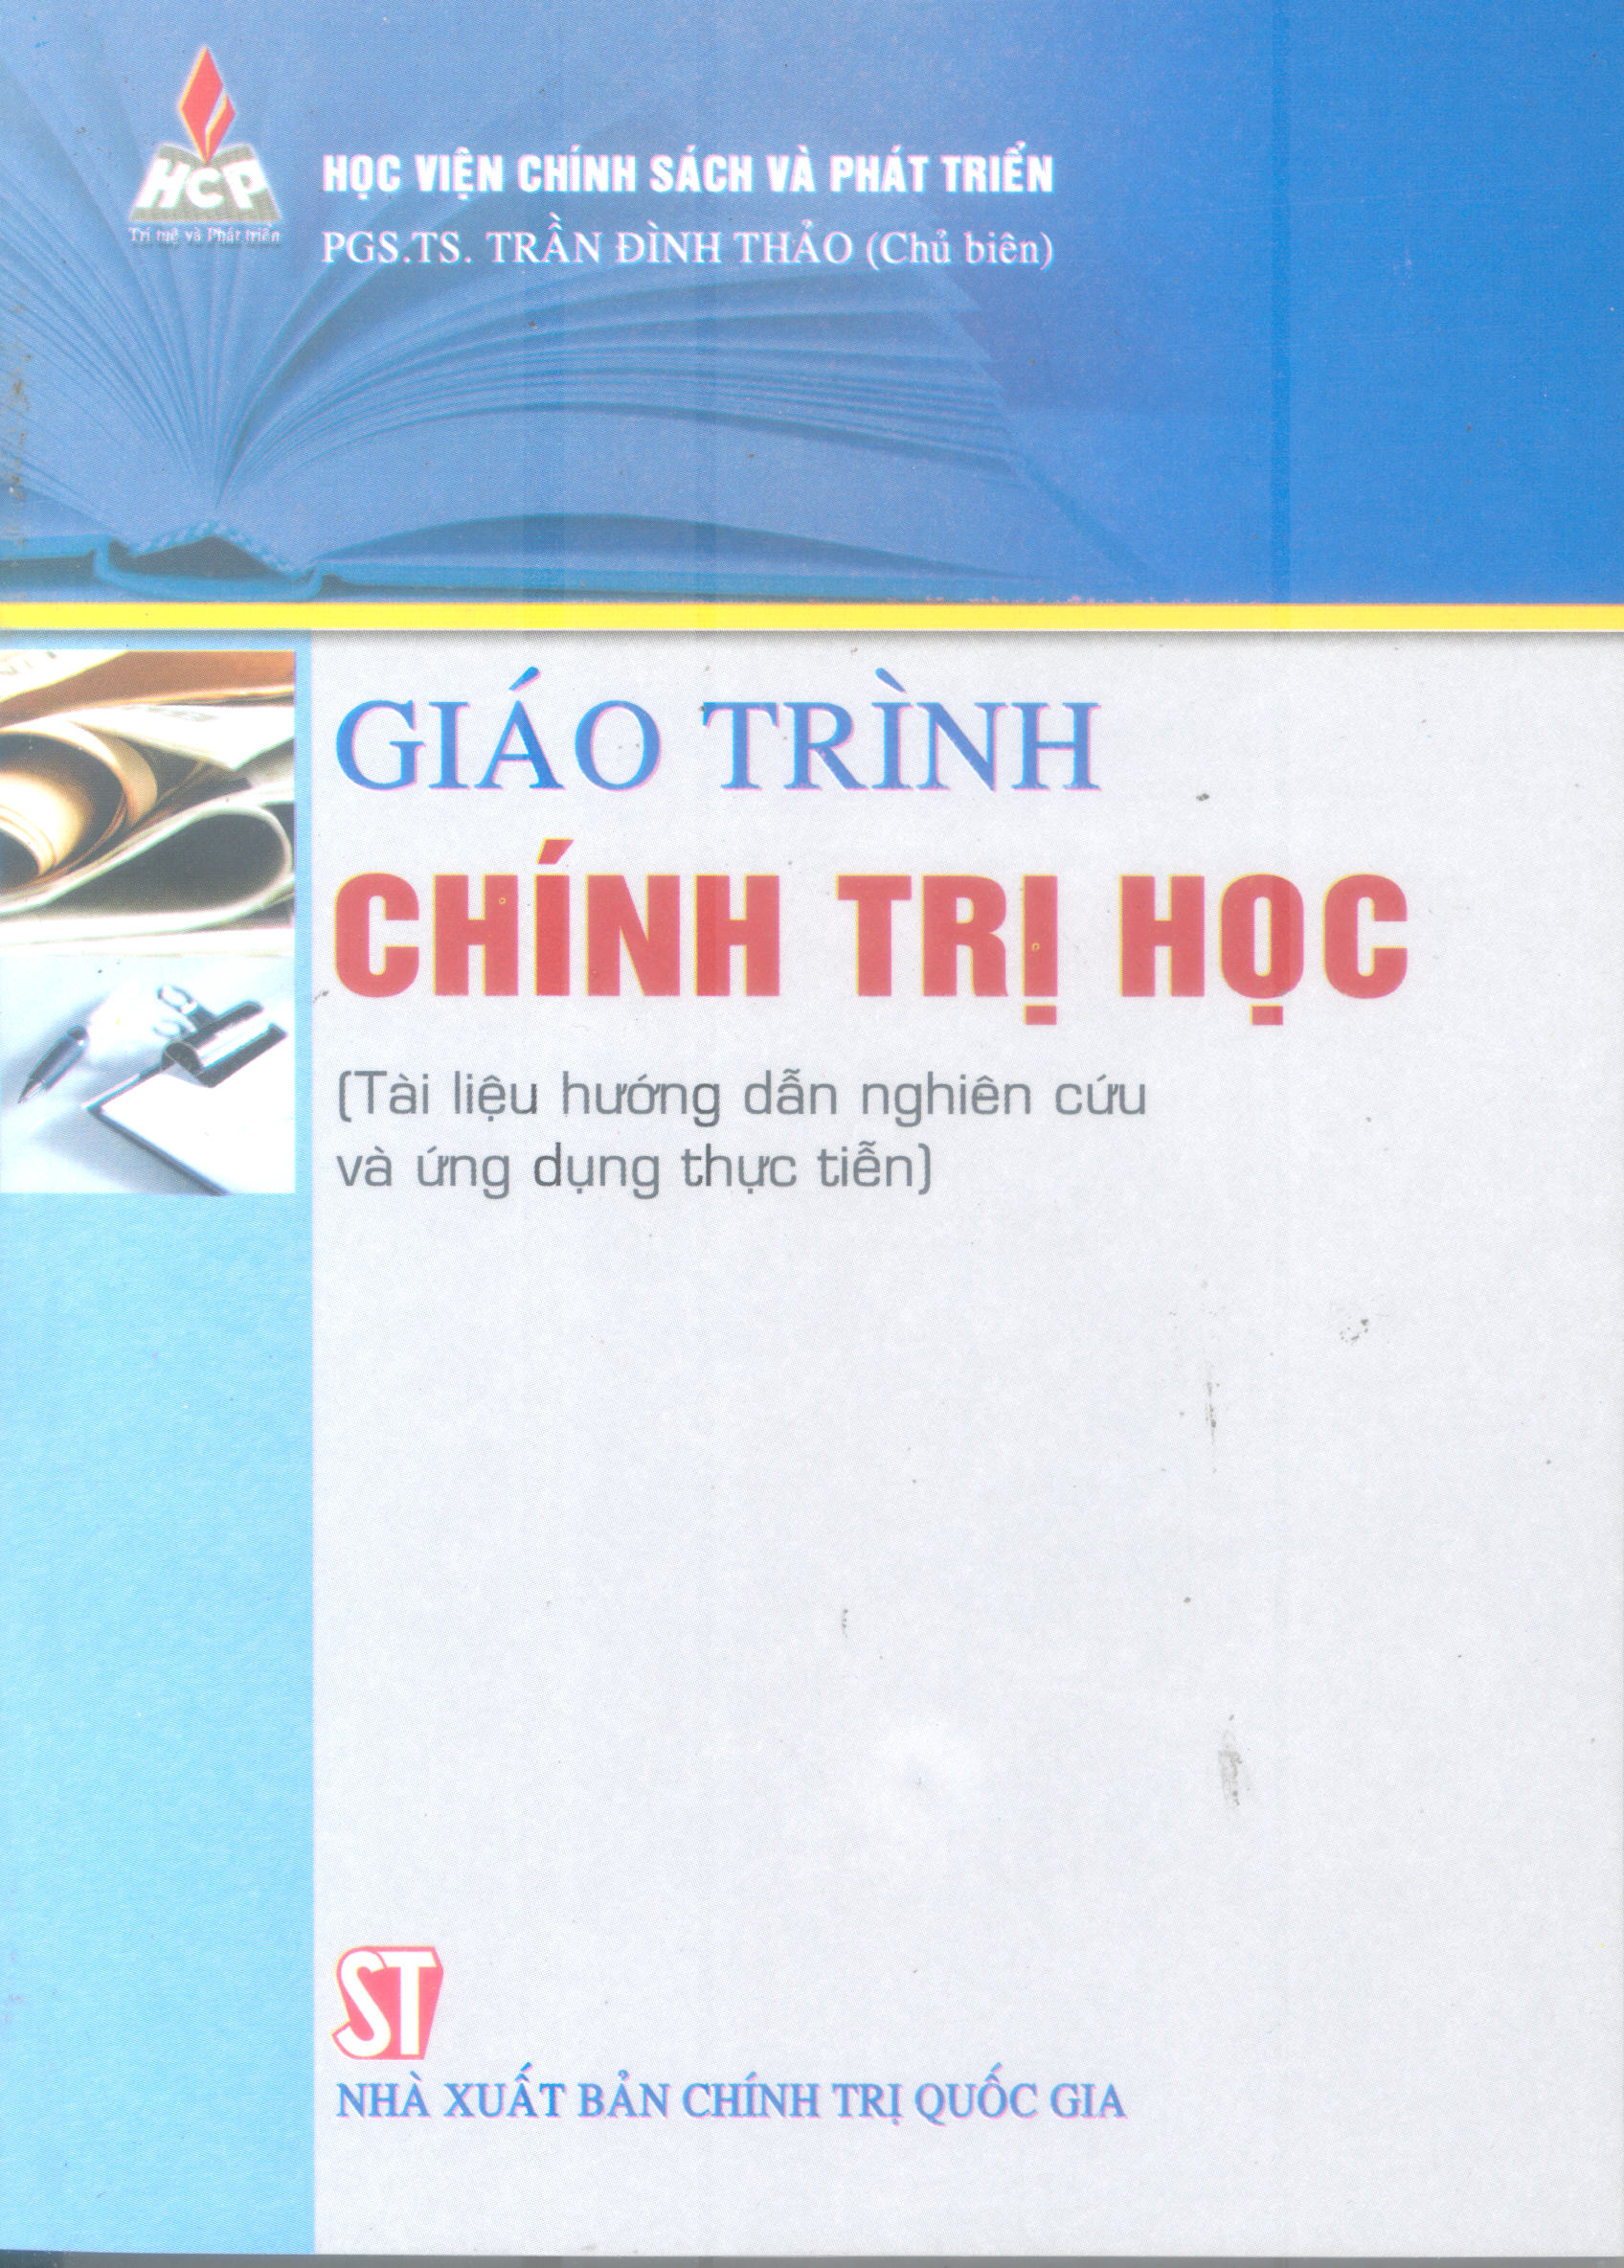 HCP
Trí tuệ và Phát triển
HỌC VIỆN CHÍNH SÁCH VÀ PHÁT TRIỂN
PGS.TS. TRẦN ĐÌNH THẢO (Chủ biên)
GIÁO TRÌNH
CHÍNH TRỊ HỌC
(Tài liệu hướng dẫn nghiên cứu
và ứng dụng thực tiễn)
ST
NHÀ XUẤT BẢN CHÍNH TRỊ QUỐC GIA